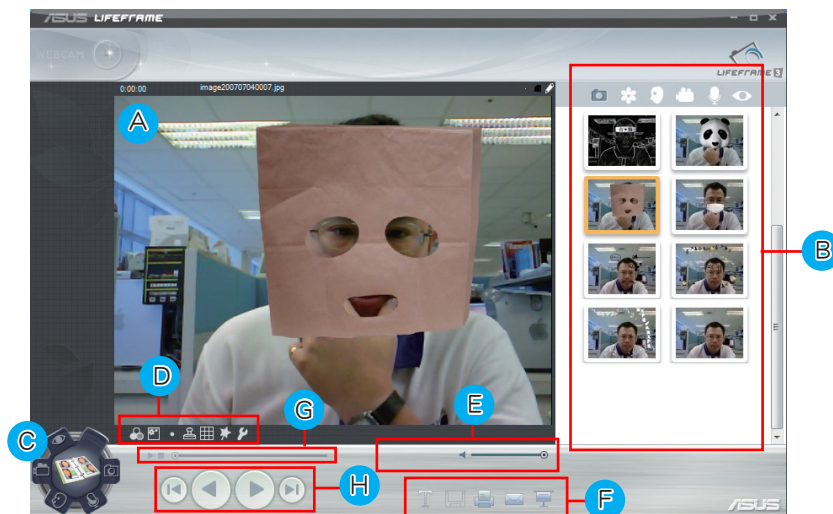 ASUS LIFEFRAME
WEBCAM
LIFEFRAME 3
0:00:00 image200707040007.jpg
A
B
D
G
E
C
H
F
ASUS